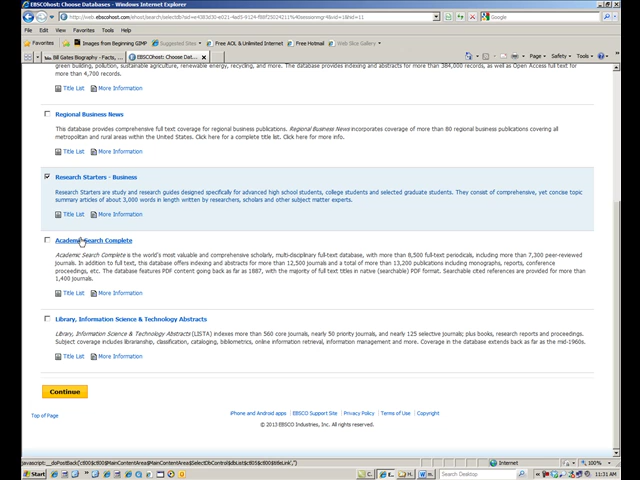 EBSCOhost: Choose Databases - Windows Internet Explorer
File Edit View Favorites Tools Help
Favorites Images from Beginning GIMP Suggested Sites Free AOL & Unlimited Internet Free Hotmail Web Slice Gallery
Bill Gates Biography - Facts, ... EBSCOhost: Choose Dat... Page Safety Tools
green building, pollution, sustainable agriculture, renewable energy, recycling, and more. The database provides indexing and abstracts for more than 384,000 records, as well as Open Access full text for
more than 4,700 records.
Title List More Information
Regional Business News
This database provides comprehensive full text coverage for regional business publications. Regional Business News incorporates coverage of more than 80 regional business publications covering all
metropolitan and rural areas within the United States. Click here for a complete title list. Click here for more info.
Title List More Information
Research Starters - Business
Research Starters are study and research guides designed specifically for advanced high school students, college students and selected graduate students. They consist of comprehensive, yet concise topic
summary articles of about 3,000 words in length written by researchers, scholars and other subject matter experts.
Title List More Information
Academic Search Complete
Academic Search Complete is the world's most valuable and comprehensive scholarly, multi-disciplinary full-text database, with more than 8,500 full-text periodicals, including more than 7,300 peer-reviewed
journals. In addition to full text, this database offers indexing and abstracts for more than 12,500 journals and a total of more than 13,200 publications including monographs, reports, conference
proceedings, etc. The database features PDF content going back as far as 1887, with the majority of full text titles in native (searchable) PDF format. Searchable cited references are provided for more than
1,400 journals.
Title List More Information
Library, Information Science & Technology Abstracts
Library, Information Science & Technology Abstracts (LISTA) indexes more than 560 core journals, nearly 50 priority journals, and nearly 125 selective journals; plus books, research reports and proceedings.
Subject coverage includes librarianship, classification, cataloging, bibliometrics, online information retrieval, information management and more. Coverage in the database extends back as far as the mid-1960s.
Title List More Information
Continue
Top of Page
iPhone and Android apps | EBSCO Support Site | Privacy Policy | Terms of Use | Copyright
© 2013 EBSCO Industries, Inc. All rights reserved.
Internet 100%
Start 11:31 AM